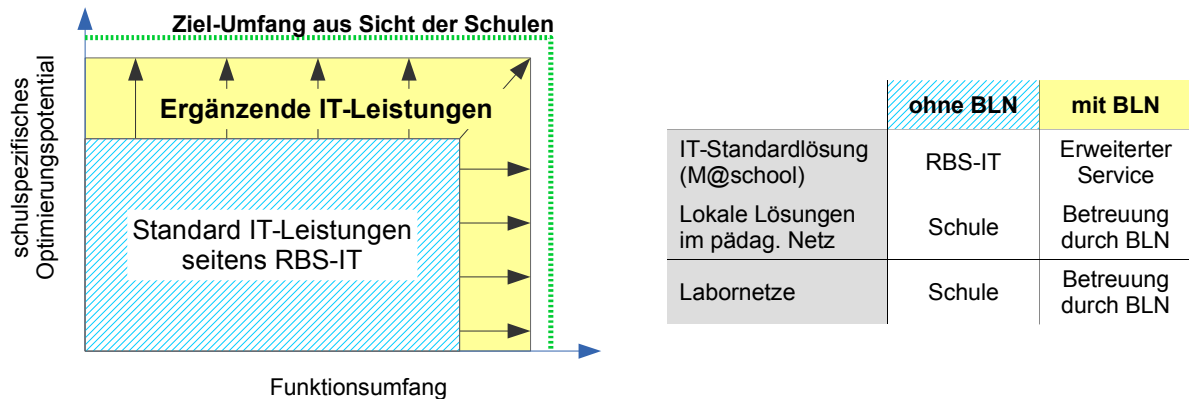 Ziel-Umfang aus Sicht der Schulen
schulspezifisches
Optimierungspotential
Ergänzende IT-Leistungen
Standard IT-Leistungen
seitens RBS-IT
Funktionsumfang
ohne BLN mit BLN
IT-Standardlösung
(M@school)
RBS-IT
Erweiterter
Service
Lokale Lösungen
im pädag. Netz
Schule
Betreuung
durch BLN
Labornetze
Schule
Betreuung
durch BLN